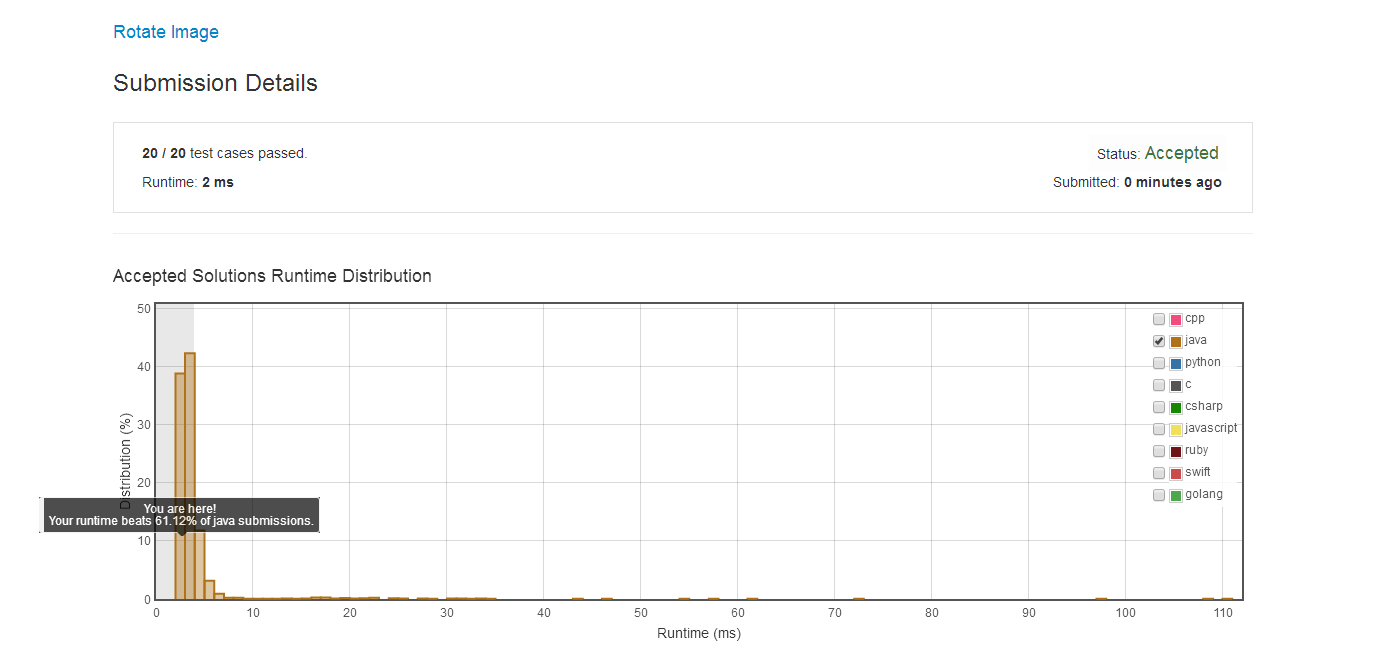 Rotate Image
Submission Details
20 / 20 test cases passed.
Status: Accepted
Runtime: 2 ms
Submitted: 0 minutes ago
Accepted Solutions Runtime Distribution
50
40
30
20
10
0
Distribution (%)
cpp
java
python
c
csharp
javascript
ruby
swift
golang
You are here!
Your runtime beats 61.12% of java submissions.
0 10 20 30 40 50 60 70 80 90 100 110
Runtime (ms)